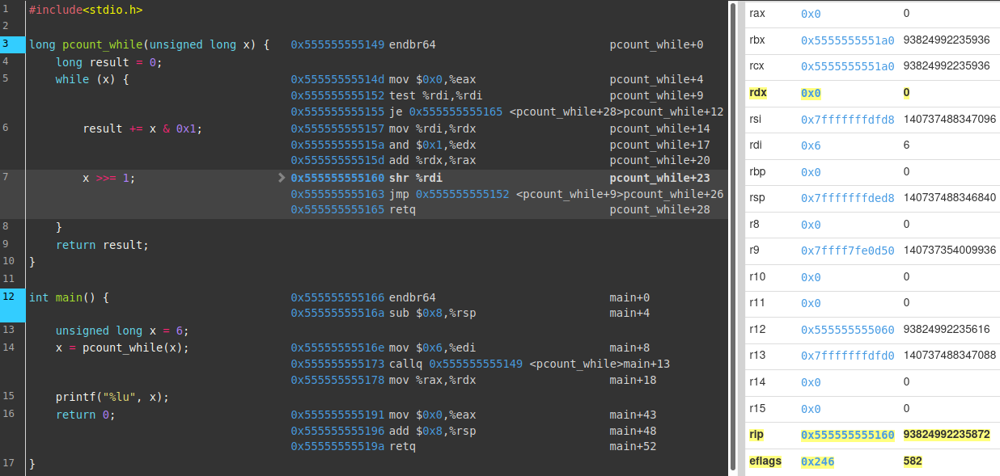 1 #include<stdio.h>
2
3 long pcount_while(unsigned long x) { 0x555555555149 endbr64 pcount_while+0
4 long result = 0;
5 while (x) { 0x55555555514d mov $0x0,%eax pcount_while+4
0x555555555152 test %rdi,%rdi pcount_while+9
0x555555555155 je 0x555555555165 <pcount_while+28>pcount_while+12
6 result += x & 0x1; 0x555555555157 mov %rdi,%rdx pcount_while+14
0x55555555515a and $0x1,%edx pcount_while+17
0x55555555515d add %rdx,%rax pcount_while+20
7 x >>= 1; 0x555555555160 shr %rdi pcount_while+23
0x555555555163 jmp 0x555555555152 <pcount_while+9>pcount_while+26
0x555555555165 retq pcount_while+28
8 }
9 return result;
10 }
11
12 int main() { 0x555555555166 endbr64 main+0
0x55555555516a sub $0x8,%rsp main+4
13 unsigned long x = 6;
14 x = pcount_while(x); 0x55555555516e mov $0x6,%edi main+8
0x555555555173 callq 0x555555555149 <pcount_while>main+13
0x555555555178 mov %rax,%rdx main+18
15 printf("%lu", x);
16 return 0; 0x555555555191 mov $0x0,%eax main+43
0x555555555196 add $0x8,%rsp main+48
0x55555555519a retq main+52
17 }
rax 0x0 0
rbx 0x5555555551a0 93824992235936
rcx 0x5555555551a0 93824992235936
rdx 0x0 0
rsi 0x7fffffffdfd8 140737488347096
rdi 0x6 6
rbp 0x0 0
rsp 0x7fffffffded8 140737488346840
r8 0x0 0
r9 0x7ffff7fe0d50 140737354009936
r10 0x0 0
r11 0x0 0
r12 0x555555555060 93824992235616
r13 0x7fffffffdfd0 140737488347088
r14 0x0 0
r15 0x0 0
rip 0x555555555160 93824992235872
eflags 0x246 582